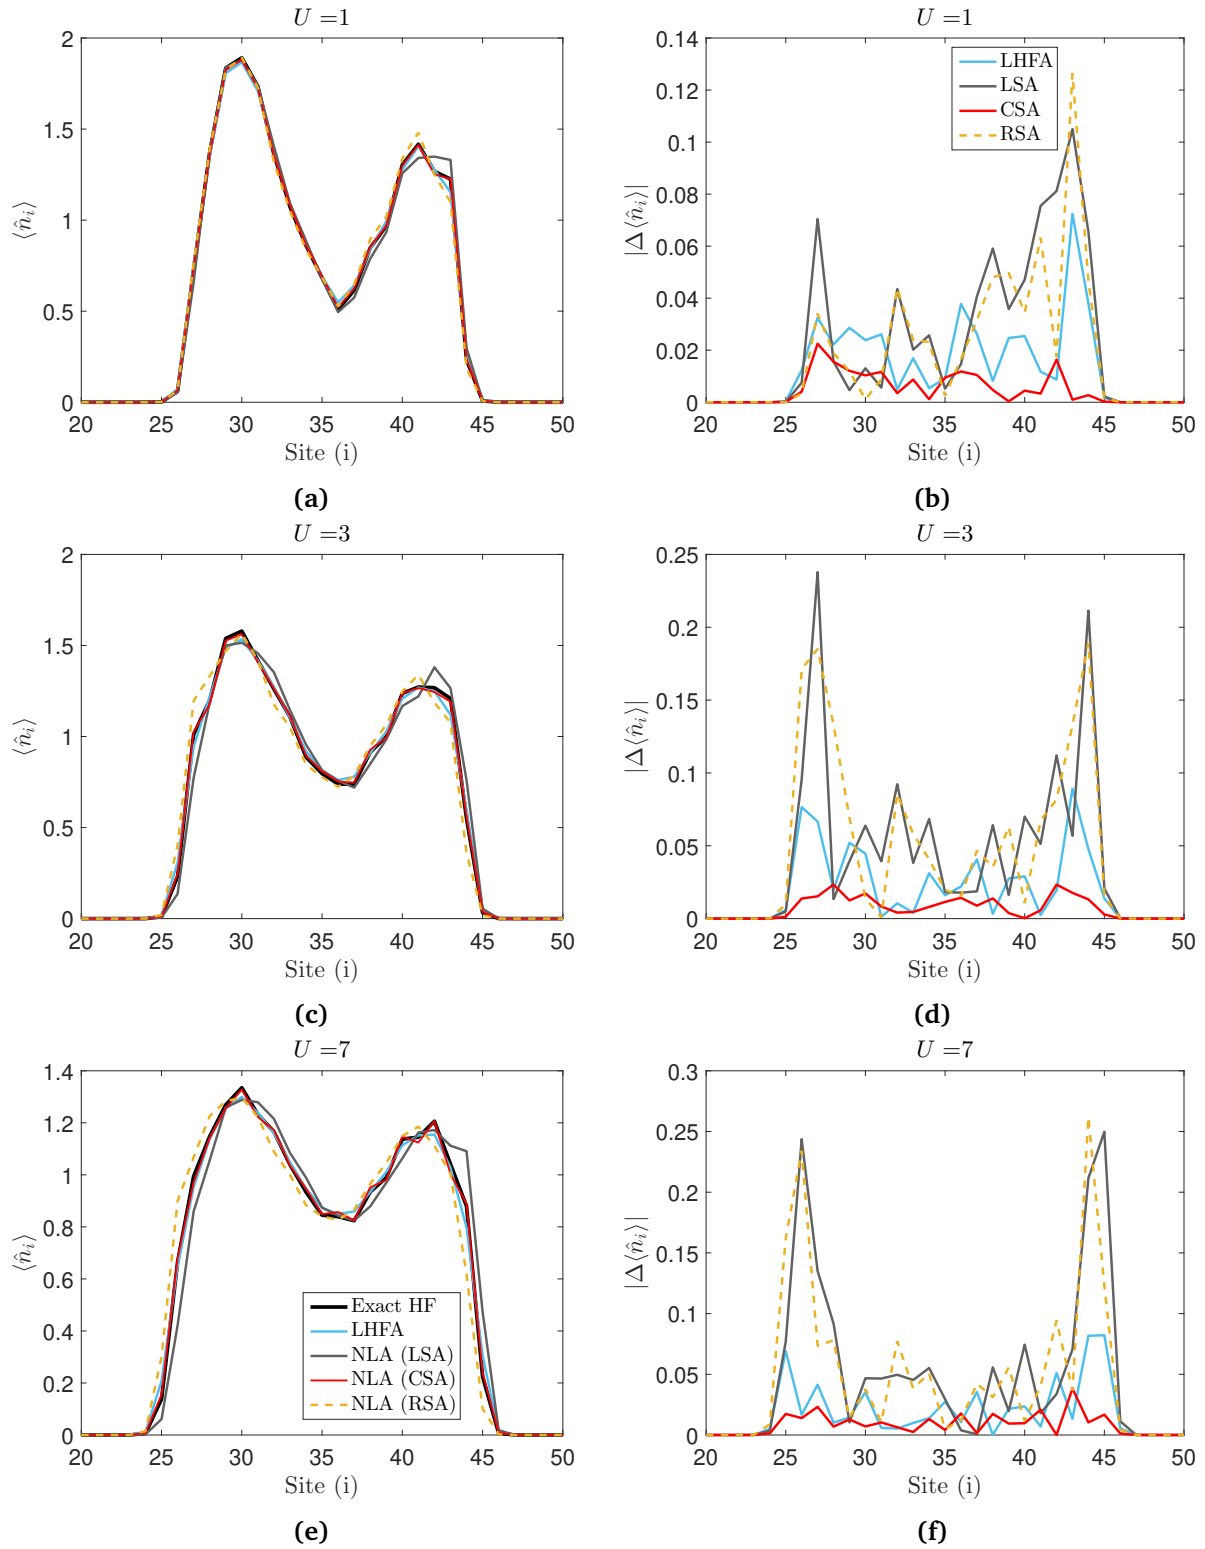 U =1
2
1.5
1
0.5
0
20 25 30 35 40 45 50
⟨n̂ᵢ⟩
Site (i)
(a)
U =1
0.14
0.12
0.1
0.08
0.06
0.04
0.02
0
20 25 30 35 40 45 50
|Δ⟨n̂ᵢ⟩|
Site (i)
LHFA
LSA
CSA
RSA
(b)
U =3
2
1.5
1
0.5
0
20 25 30 35 40 45 50
⟨n̂ᵢ⟩
Site (i)
(c)
U =3
0.25
0.2
0.15
0.1
0.05
0
20 25 30 35 40 45 50
|Δ⟨n̂ᵢ⟩|
Site (i)
(d)
U =7
1.4
1.2
1
0.8
0.6
0.4
0.2
0
20 25 30 35 40 45 50
⟨n̂ᵢ⟩
Site (i)
Exact HF
LHFA
NLA (LSA)
NLA (CSA)
NLA (RSA)
(e)
U =7
0.3
0.25
0.2
0.15
0.1
0.05
0
20 25 30 35 40 45 50
|Δ⟨n̂ᵢ⟩|
Site (i)
(f)